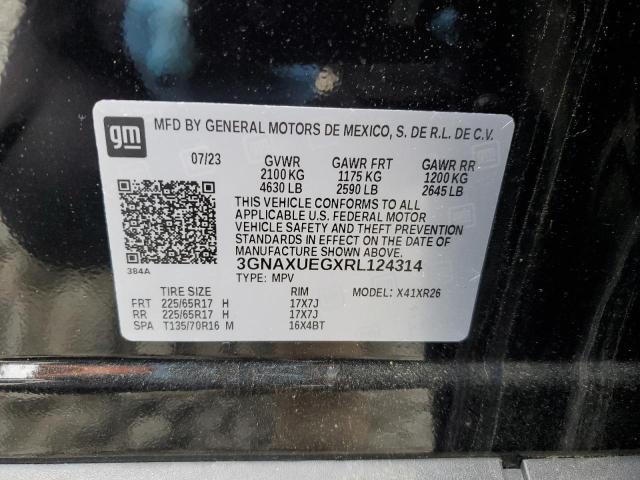 gm
MFD BY GENERAL MOTORS DE MEXICO, S. DE R.L. DE C.V.
07/23 GVWR GAWR FRT GAWR RR
2100 KG 1175 KG 1200 KG
4630 LB 2590 LB 2645 LB
THIS VEHICLE CONFORMS TO ALL
APPLICABLE U.S. FEDERAL MOTOR
VEHICLE SAFETY AND THEFT
PREVENTION STANDARDS IN
EFFECT ON THE DATE OF
MANUFACTURE SHOWN ABOVE.
384A
3GNAXUEGXRL124314
TYPE: MPV MODEL: X41XR26
TIRE SIZE RIM
FRT 225/65R17 H 17X7J
RR 225/65R17 H 17X7J
SPA T135/70R16 M 16X4BT